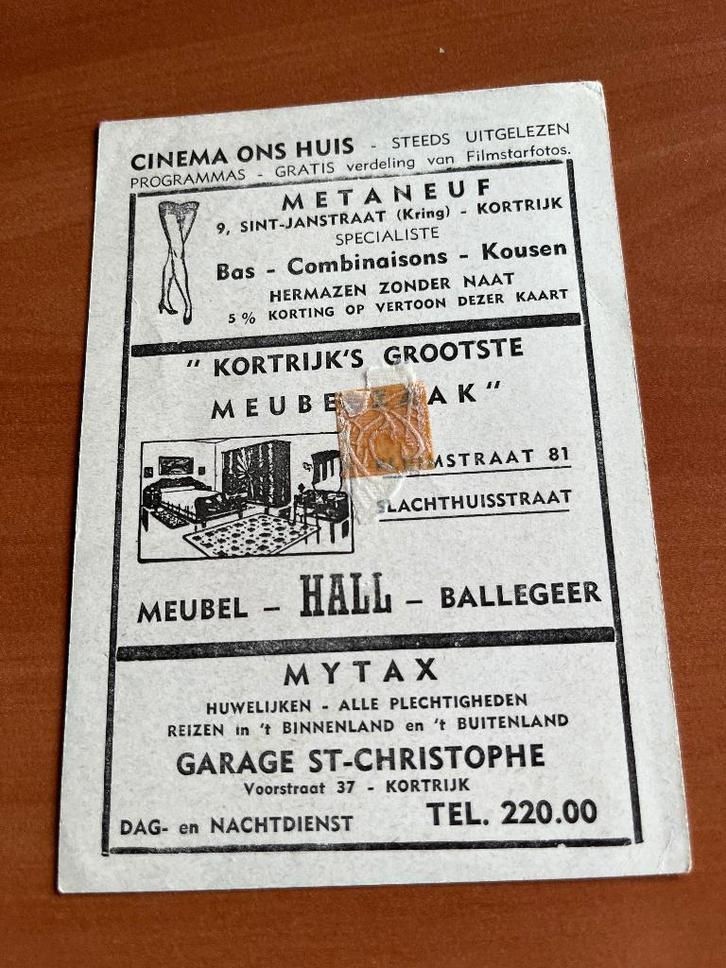 CINEMA ONS HUIS - STEEDS UITGELEZEN
PROGRAMMAS - GRATIS verdeling van Filmstarfotos.
METANEUF
9, SINT-JANSTRAAT (Kring) - KORTRIJK
SPECIALISTE
Bas - Combinaisons - Kousen
HERMAZEN ZONDER NAAT
5 % KORTING OP VERTOON DEZER KAART
" KORTRIJK'S GROOTSTE
81
SLACHTHUISSTRAAT
MEUBEL - HALL - BALLEGEER
MYTAX
HUWELIJKEN - ALLE PLECHTIGHEDEN
REIZEN in 't BINNENLAND en 't BUITENLAND
GARAGE ST-CHRISTOPHE
Voorstraat 37 - KORTRIJK
DAG- en NACHTDIENST TEL. 220.00